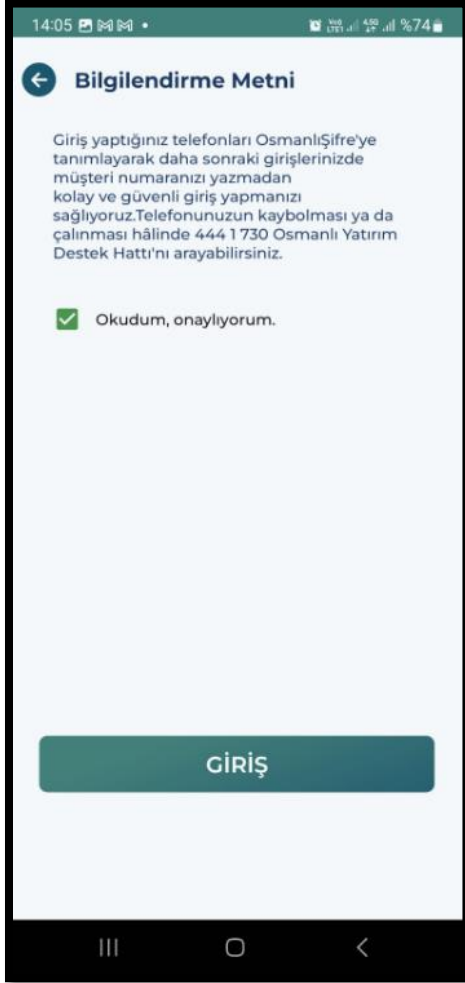 14:05 %74
Bilgilendirme Metni
Giriş yaptığınız telefonları OsmanlıŞifre'ye
tanımlayarak daha sonraki girişlerinizde
müşteri numaranızı yazmadan
kolay ve güvenli giriş yapmanızı
sağlıyoruz.Telefonunuzun kaybolması ya da
çalınması hâlinde 444 1 730 Osmanlı Yatırım
Destek Hattı'nı arayabilirsiniz.
Okudum, onaylıyorum.
GİRİŞ